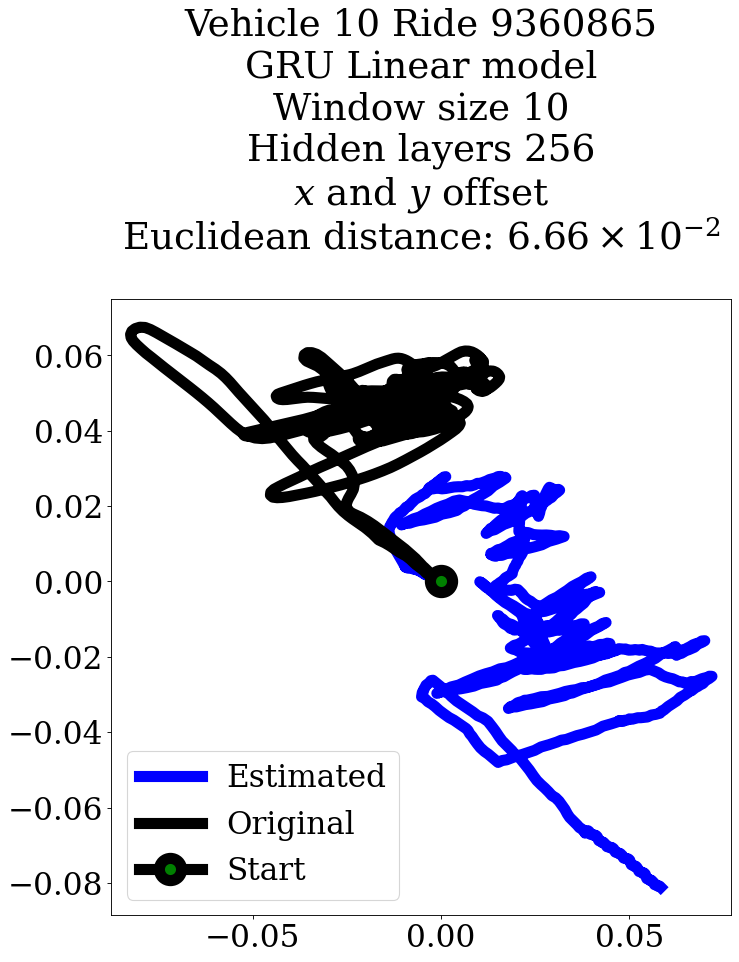 Vehicle 10 Ride 9360865
GRU Linear model
Window size 10
Hidden layers 256
x and y offset
Euclidean distance: 6.66 × 10⁻²
0.06
0.04
0.02
0.00
−0.02
−0.04
−0.06
−0.08
Estimated
Original
Start
−0.05
0.00
0.05